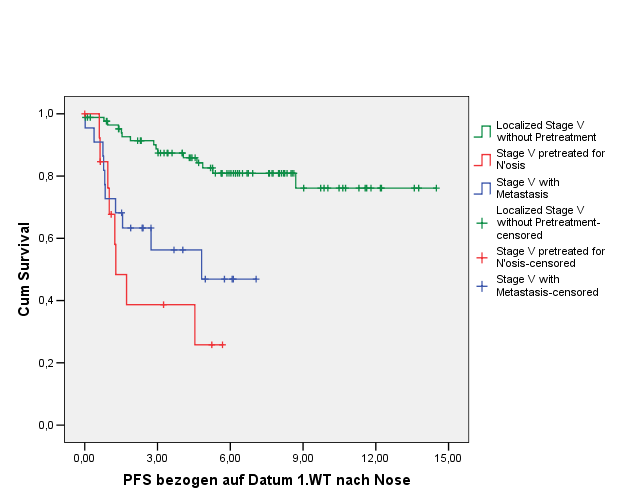 1,0
0,8
0,6
0,4
0,2
0,0
Cum Survival
0,00 3,00 6,00 9,00 12,00 15,00
PFS bezogen auf Datum 1.WT nach Nose
Localized Stage V
without Pretreatment
Stage V pretreated for
N'osis
Stage V with
Metastasis
Localized Stage V
without Pretreatment-
censored
Stage V pretreated for
N'osis-censored
Stage V with
Metastasis-censored